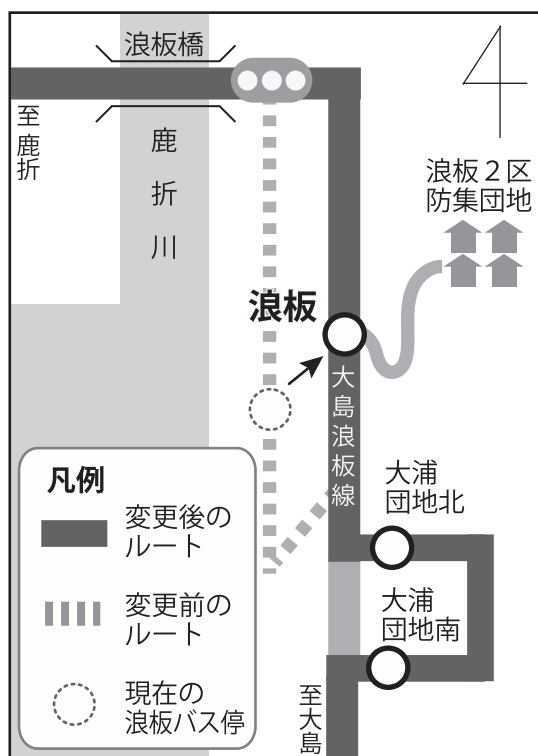 浪板橋
至鹿折
鹿折川
浪板２区
防集団地
浪板
大島浪板線
大浦
団地北
大浦
団地南
至大島
凡例
変更後の
ルート
変更前の
ルート
現在の
浪板バス停